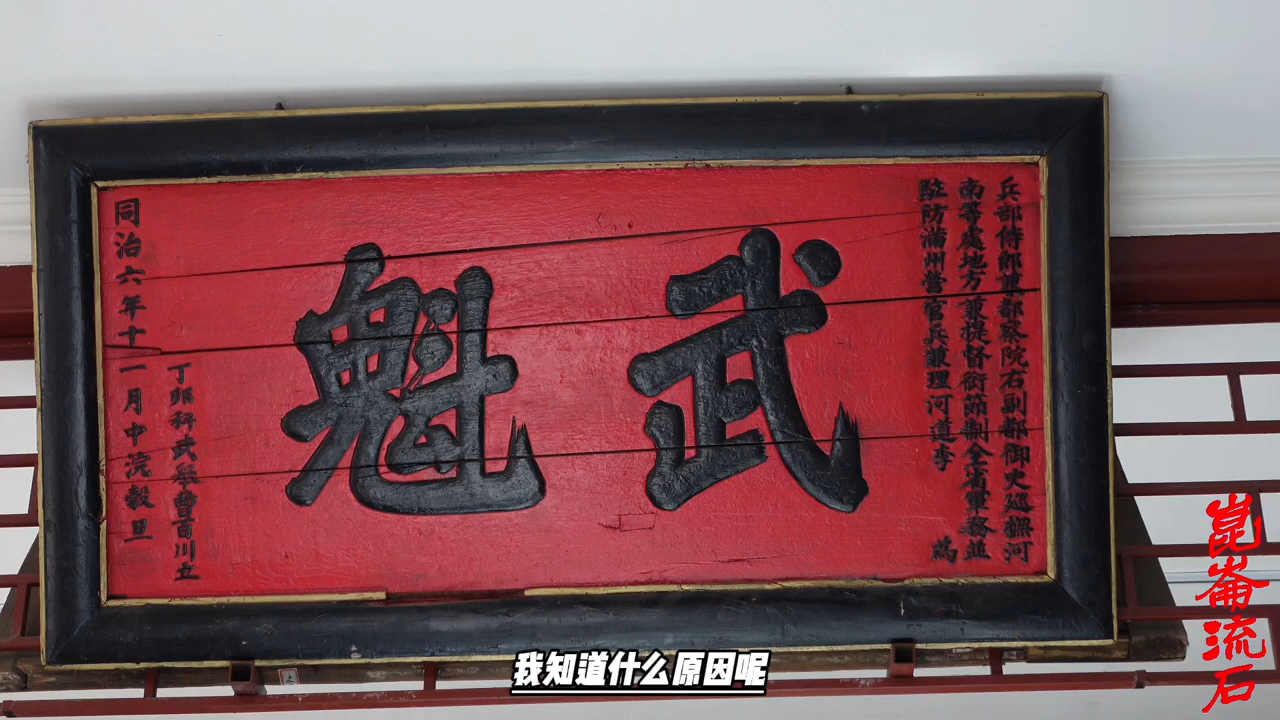 兵部侍郎兼都察院右副都御史巡撫河
南等處地方兼提督銜節制全省軍務並
駐防滿州營官兵兼理河道李 爲
武魁
丁卯科武舉曹百川立
同治六年十一月中浣穀旦
我知道什么原因呢
崑崙流石